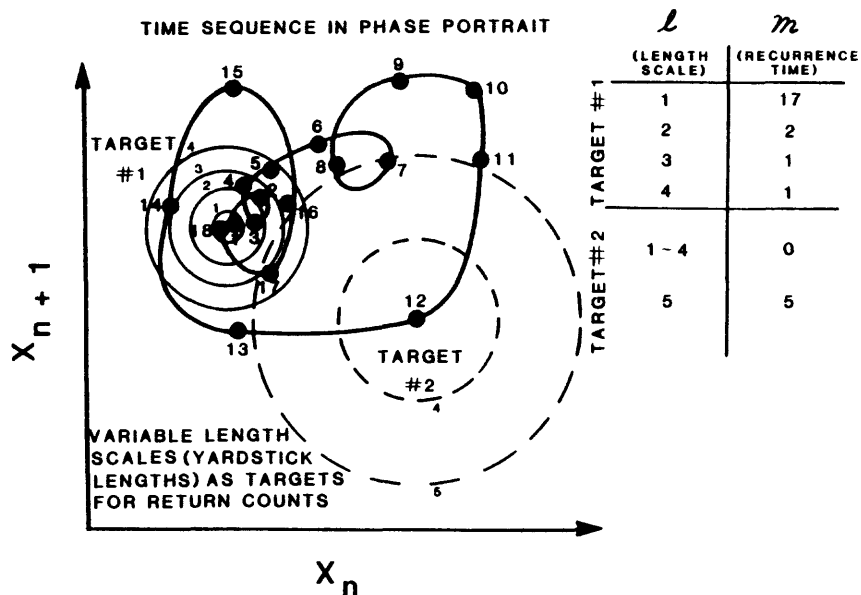 TIME SEQUENCE IN PHASE PORTRAIT
l m
(LENGTH SCALE) (RECURRENCE TIME)
TARGET #1
1 17
2 2
3 1
4 1
TARGET #2
1-4 0
5 5
X n + 1
15
9
10
TARGET
#1
4
3
2
1
6
5
4
2
8
7
11
14
16
18
3
17
12
13
TARGET
#2
4
5
VARIABLE LENGTH
SCALES (YARDSTICK
LENGTHS) AS TARGETS
FOR RETURN COUNTS
X n